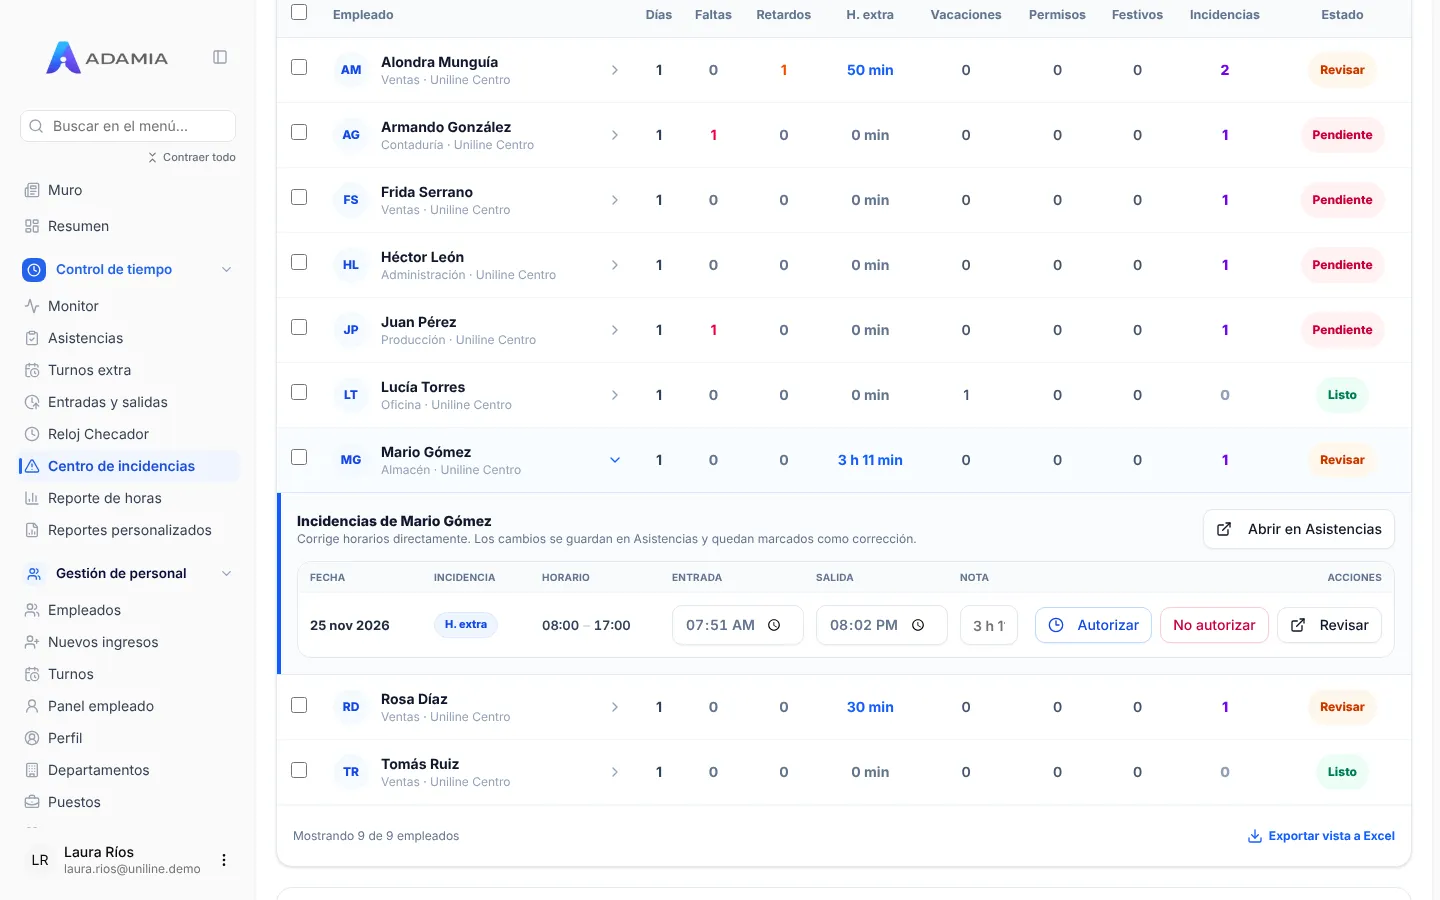 ADAMIA
Buscar en el menú...
Contraer todo
Muro
Resumen
Control de tiempo
Monitor
Asistencias
Turnos extra
Entradas y salidas
Reloj Checador
Centro de incidencias
Reporte de horas
Reportes personalizados
Gestión de personal
Empleados
Nuevos ingresos
Turnos
Panel empleado
Perfil
Departamentos
Puestos
LR
Laura Ríos
laura.rios@uniline.demo
Empleado Días Faltas Retardos H. extra Vacaciones Permisos Festivos Incidencias Estado
AM Alondra Munguía 1 0 1 50 min 0 0 0 2 Revisar
Ventas · Uniline Centro
AG Armando González 1 1 0 0 min 0 0 0 1 Pendiente
Contaduría · Uniline Centro
FS Frida Serrano 1 0 0 0 min 0 0 0 1 Pendiente
Ventas · Uniline Centro
HL Héctor León 1 0 0 0 min 0 0 0 1 Pendiente
Administración · Uniline Centro
JP Juan Pérez 1 1 0 0 min 0 0 0 1 Pendiente
Producción · Uniline Centro
LT Lucía Torres 1 0 0 0 min 1 0 0 0 Listo
Oficina · Uniline Centro
MG Mario Gómez 1 0 0 3 h 11 min 0 0 0 1 Revisar
Almacén · Uniline Centro
Incidencias de Mario Gómez
Corrige horarios directamente. Los cambios se guardan en Asistencias y quedan marcados como corrección.
Abrir en Asistencias
FECHA INCIDENCIA HORARIO ENTRADA SALIDA NOTA ACCIONES
25 nov 2026 H. extra 08:00 – 17:00 07:51 AM 08:02 PM 3 h 1 Autorizar No autorizar Revisar
RD Rosa Díaz 1 0 0 30 min 0 0 0 1 Revisar
Ventas · Uniline Centro
TR Tomás Ruiz 1 0 0 0 min 0 0 0 0 Listo
Ventas · Uniline Centro
Mostrando 9 de 9 empleados
Exportar vista a Excel